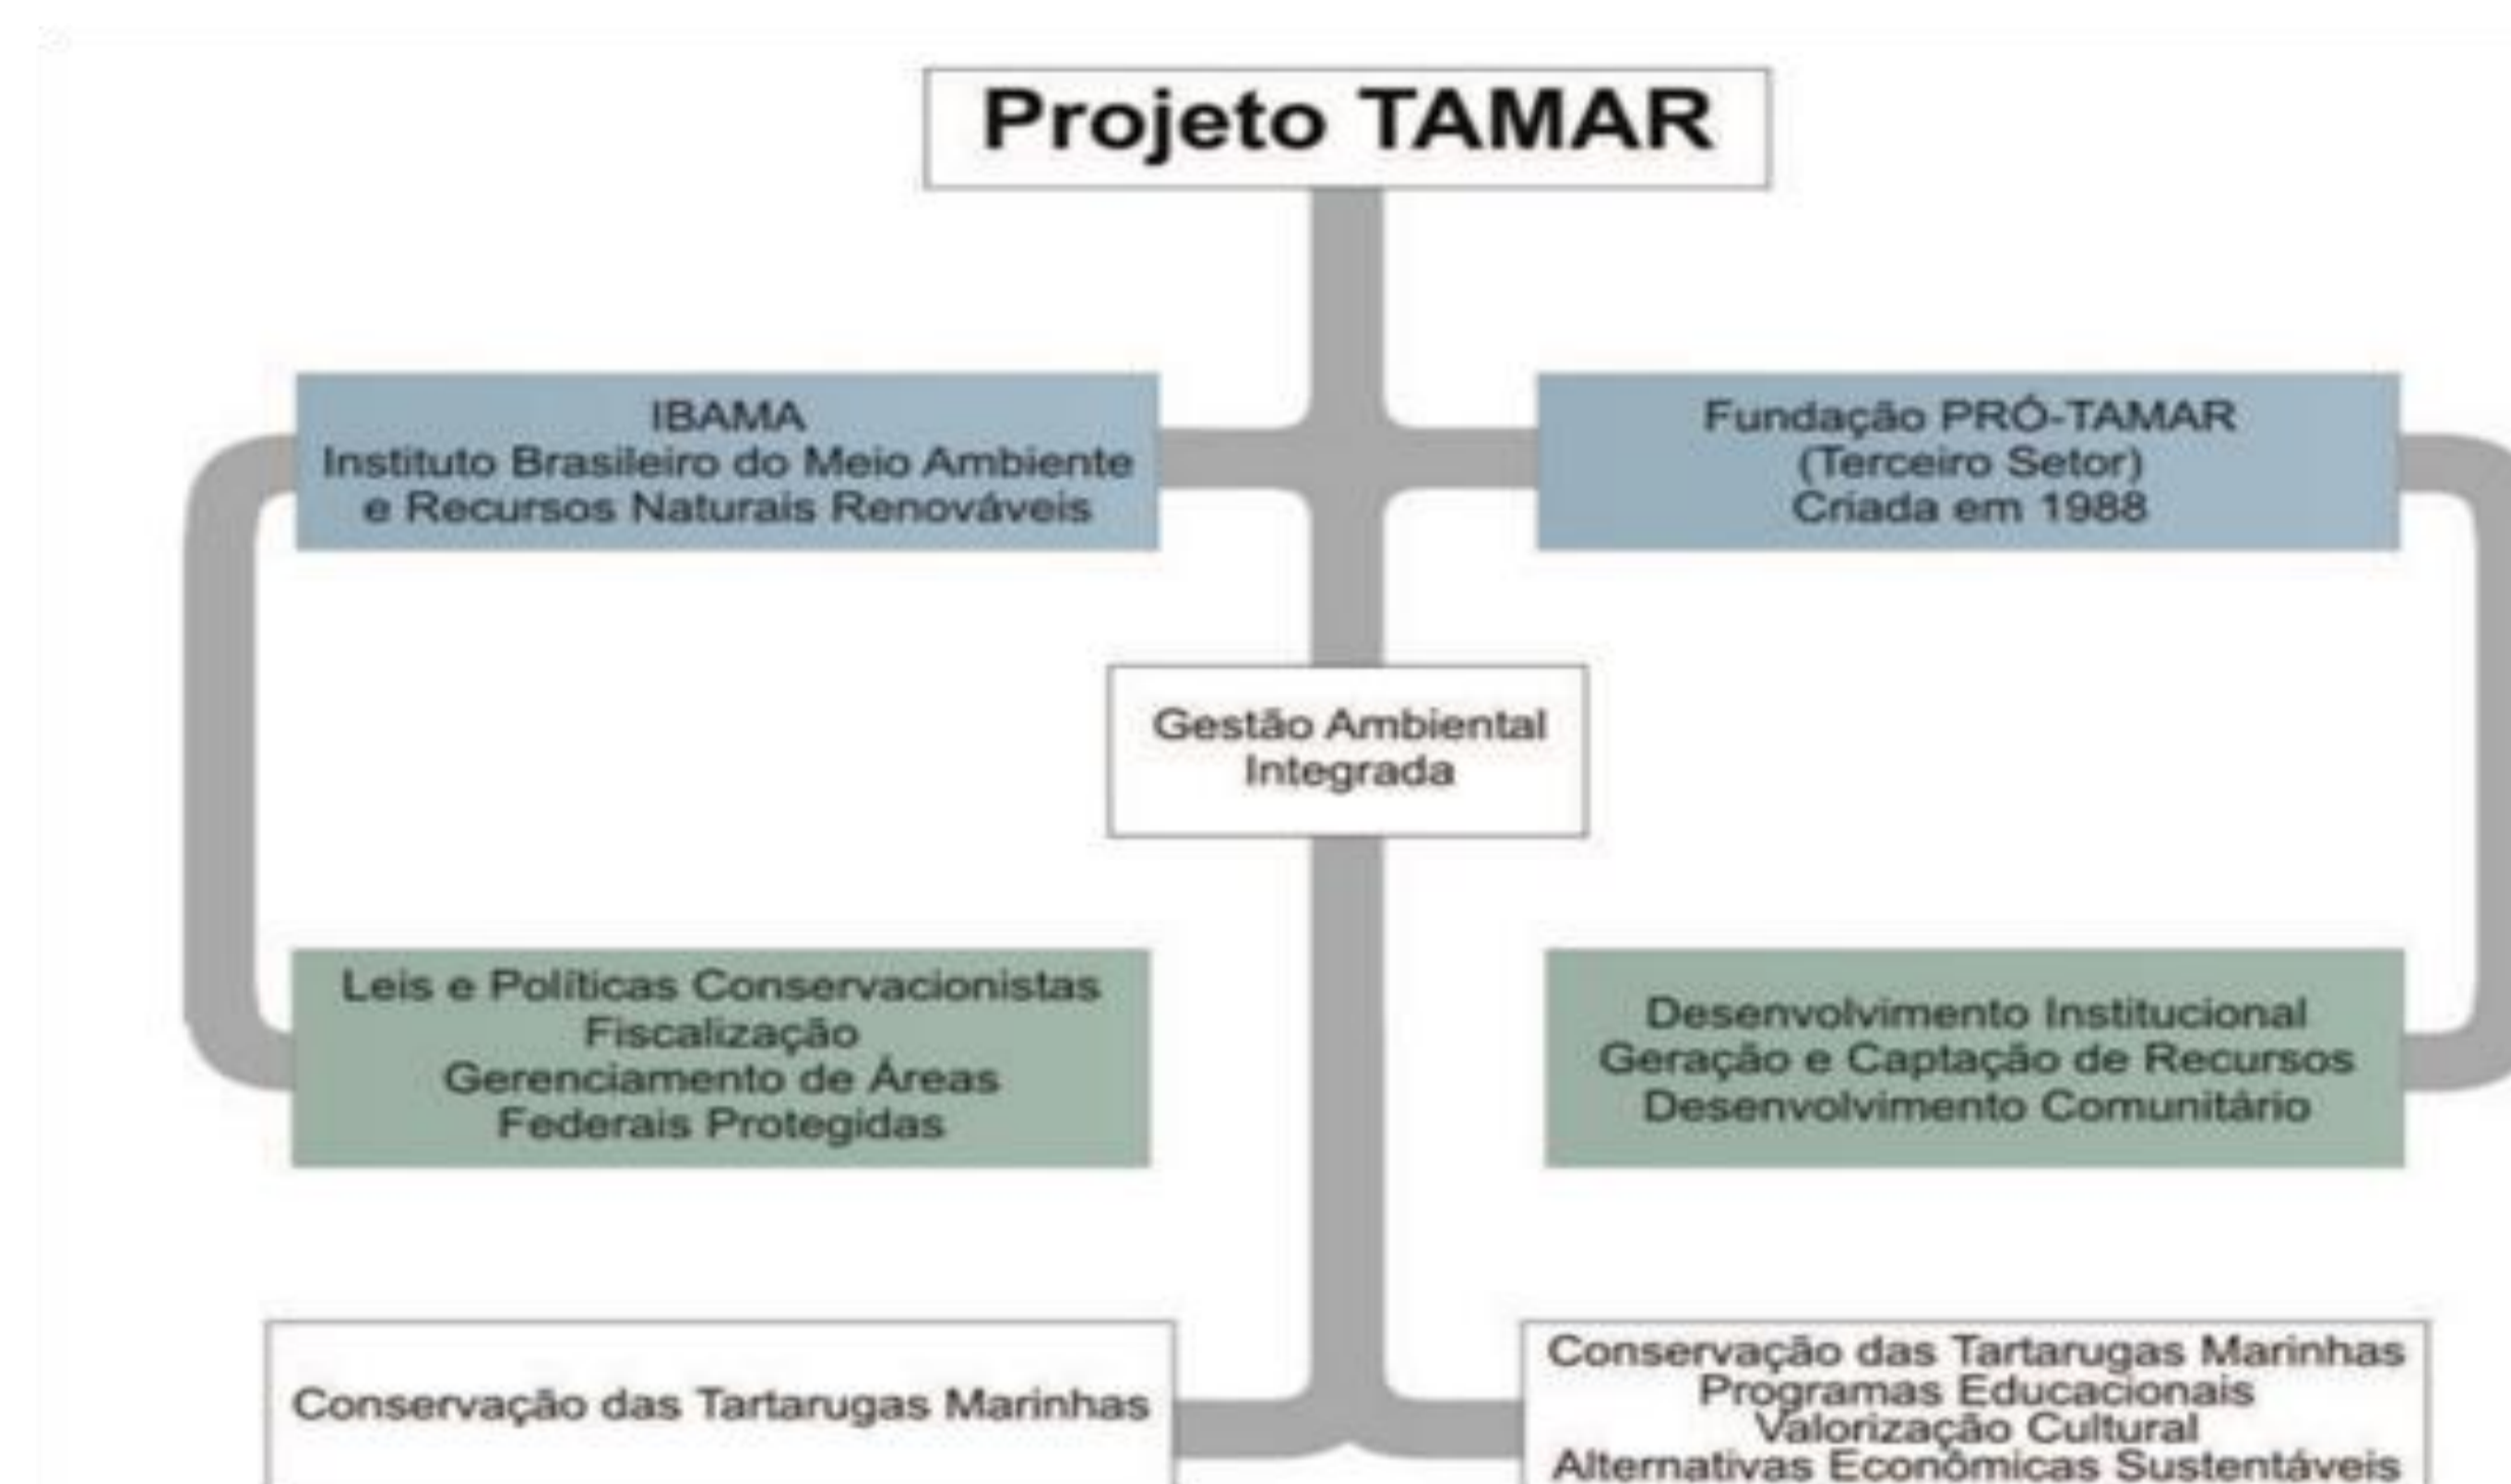 Projeto TAMAR
IBAMA
Instituto Brasileiro do Meio Ambiente
e Recursos Naturais Renováveis
Fundação PRÓ-TAMAR
(Terceiro Setor)
Criada em 1988
Gestão Ambiental
Integrada
Leis e Políticas Conservacionistas
Fiscalização
Gerenciamento de Áreas
Federais Protegidas
Desenvolvimento Institucional
Geração e Captação de Recursos
Desenvolvimento Comunitário
Conservação das Tartarugas Marinhas
Conservação das Tartarugas Marinhas
Programas Educacionais
Valorização Cultural
Alternativas Econômicas Sustentáveis